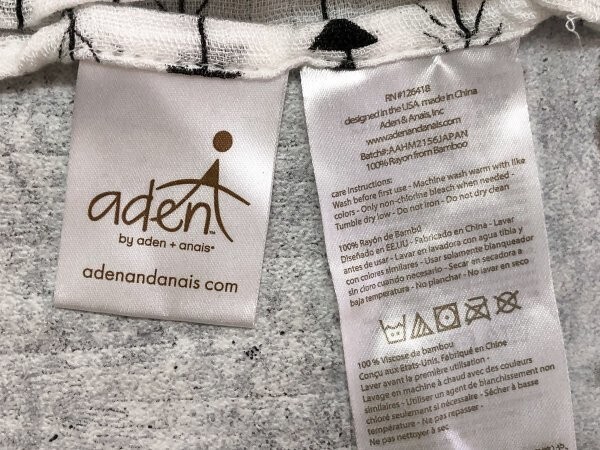 aden™
by aden + anais®
adenandanais.com
RN #126418
designed in the USA made in China
Aden & Anais, Inc
www.adenandanais.com
Batch#:AAHM2156JAPAN
100% Rayon from Bamboo
care instructions:
Wash before first use - Machine wash warm with like
colors - Only non-chlorine bleach when needed -
Tumble dry low - Do not iron - Do not dry clean
100% Rayón de Bambú
Diseñado en EE.UU - Fabricado en China - Lavar
antes de usar - Lavar en lavadora con agua tibia y
con colores similares - Usar solamente blanqueador
sin cloro cuando necesario - Secar en secadora a
baja temperatura - No planchar - No lavar en seco
100 % Viscose de bambou
Conçu aux États-Unis. Fabriqué en Chine
Laver avant la première utilisation -
Lavage en machine à chaud avec des couleurs
similaires - Utiliser un agent de blanchissement non
chloré seulement si nécessaire - Sécher à basse
température - Ne pas repasser -
Ne pas nettoyer à sec